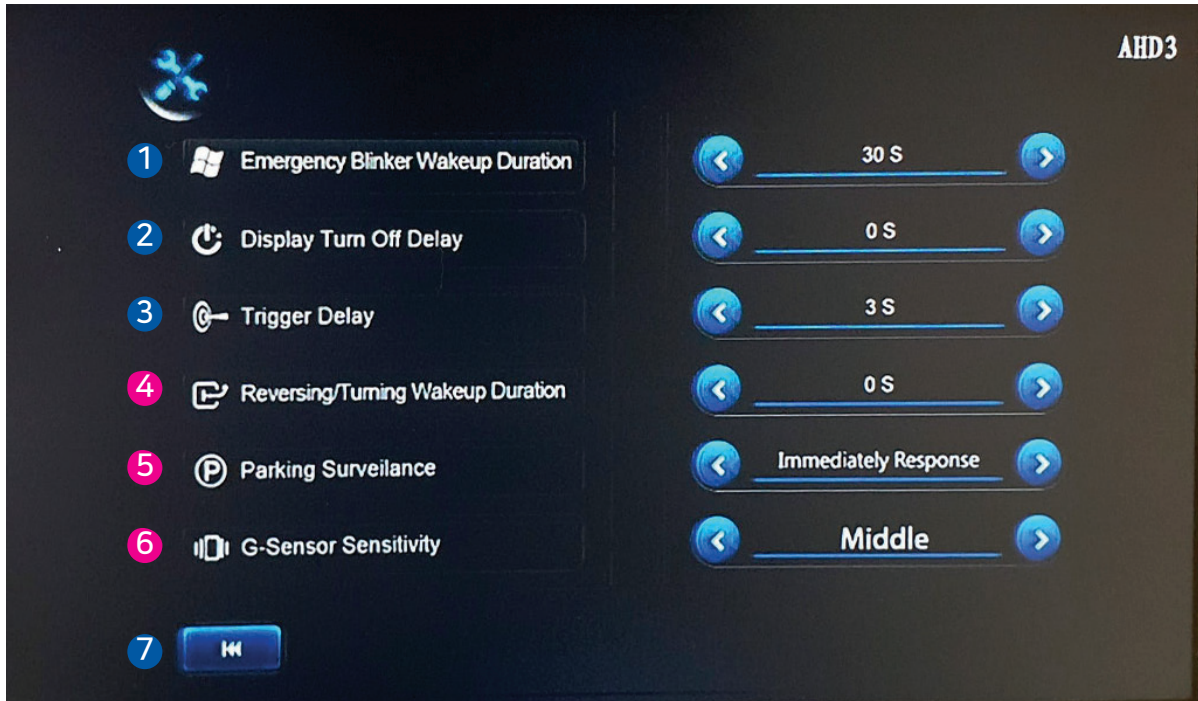 AHD3
1 Emergency Blinker Wakeup Duration 30 S
2 Display Turn Off Delay 0 S
3 Trigger Delay 3 S
4 Reversing/Turning Wakeup Duration 0 S
5 Parking Surveilance Immediately Response
6 G-Sensor Sensitivity Middle
7